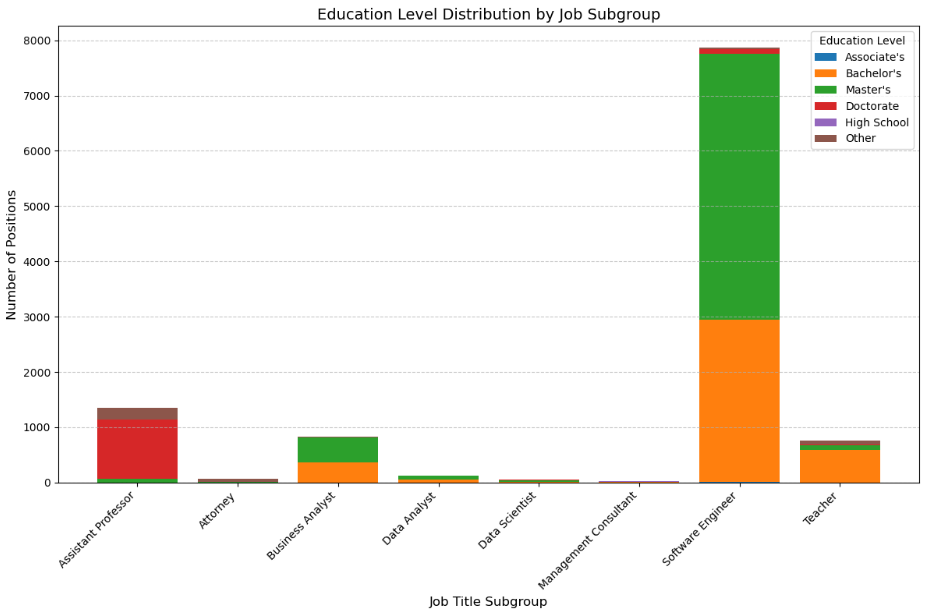 Education Level Distribution by Job Subgroup
Number of Positions
8000
7000
6000
5000
4000
3000
2000
1000
0
Education Level
Associate's
Bachelor's
Master's
Doctorate
High School
Other
Assistant Professor
Attorney
Business Analyst
Data Analyst
Data Scientist
Management Consultant
Software Engineer
Teacher
Job Title Subgroup